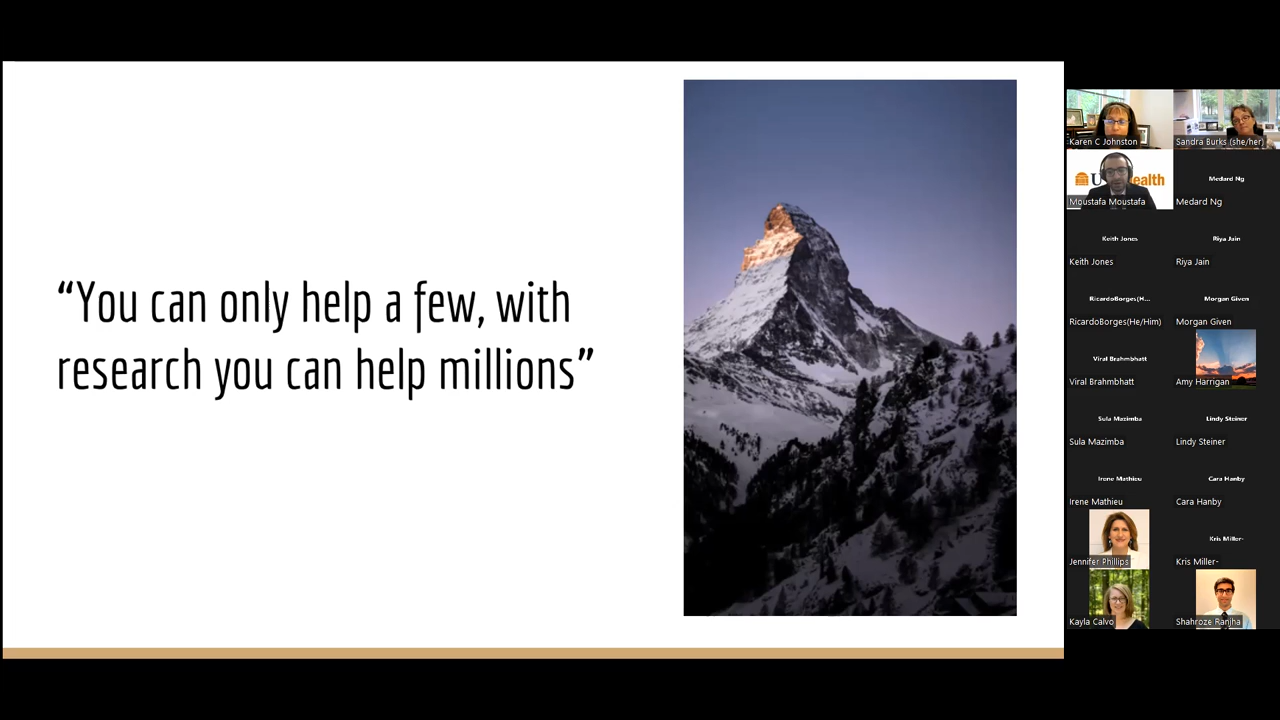 “You can only help a few, with
research you can help millions”
Karen C Johnston
Sandra Burks (she/her)
Moustafa Moustafa
Medard Ng
Medard Ng
Keith Jones
Riya Jain
Keith Jones
Riya Jain
RicardoBorges(H...
Morgan Given
RicardoBorges(He/Him)
Morgan Given
Viral Brahmbhatt
Viral Brahmbhatt
Amy Harrigan
Sula Mazimba
Lindy Steiner
Sula Mazimba
Lindy Steiner
Irene Mathieu
Cara Hanby
Irene Mathieu
Cara Hanby
Jennifer Phillips
Kris Miller-
Kris Miller-
Kayla Calvo
Shahroze Ranjha